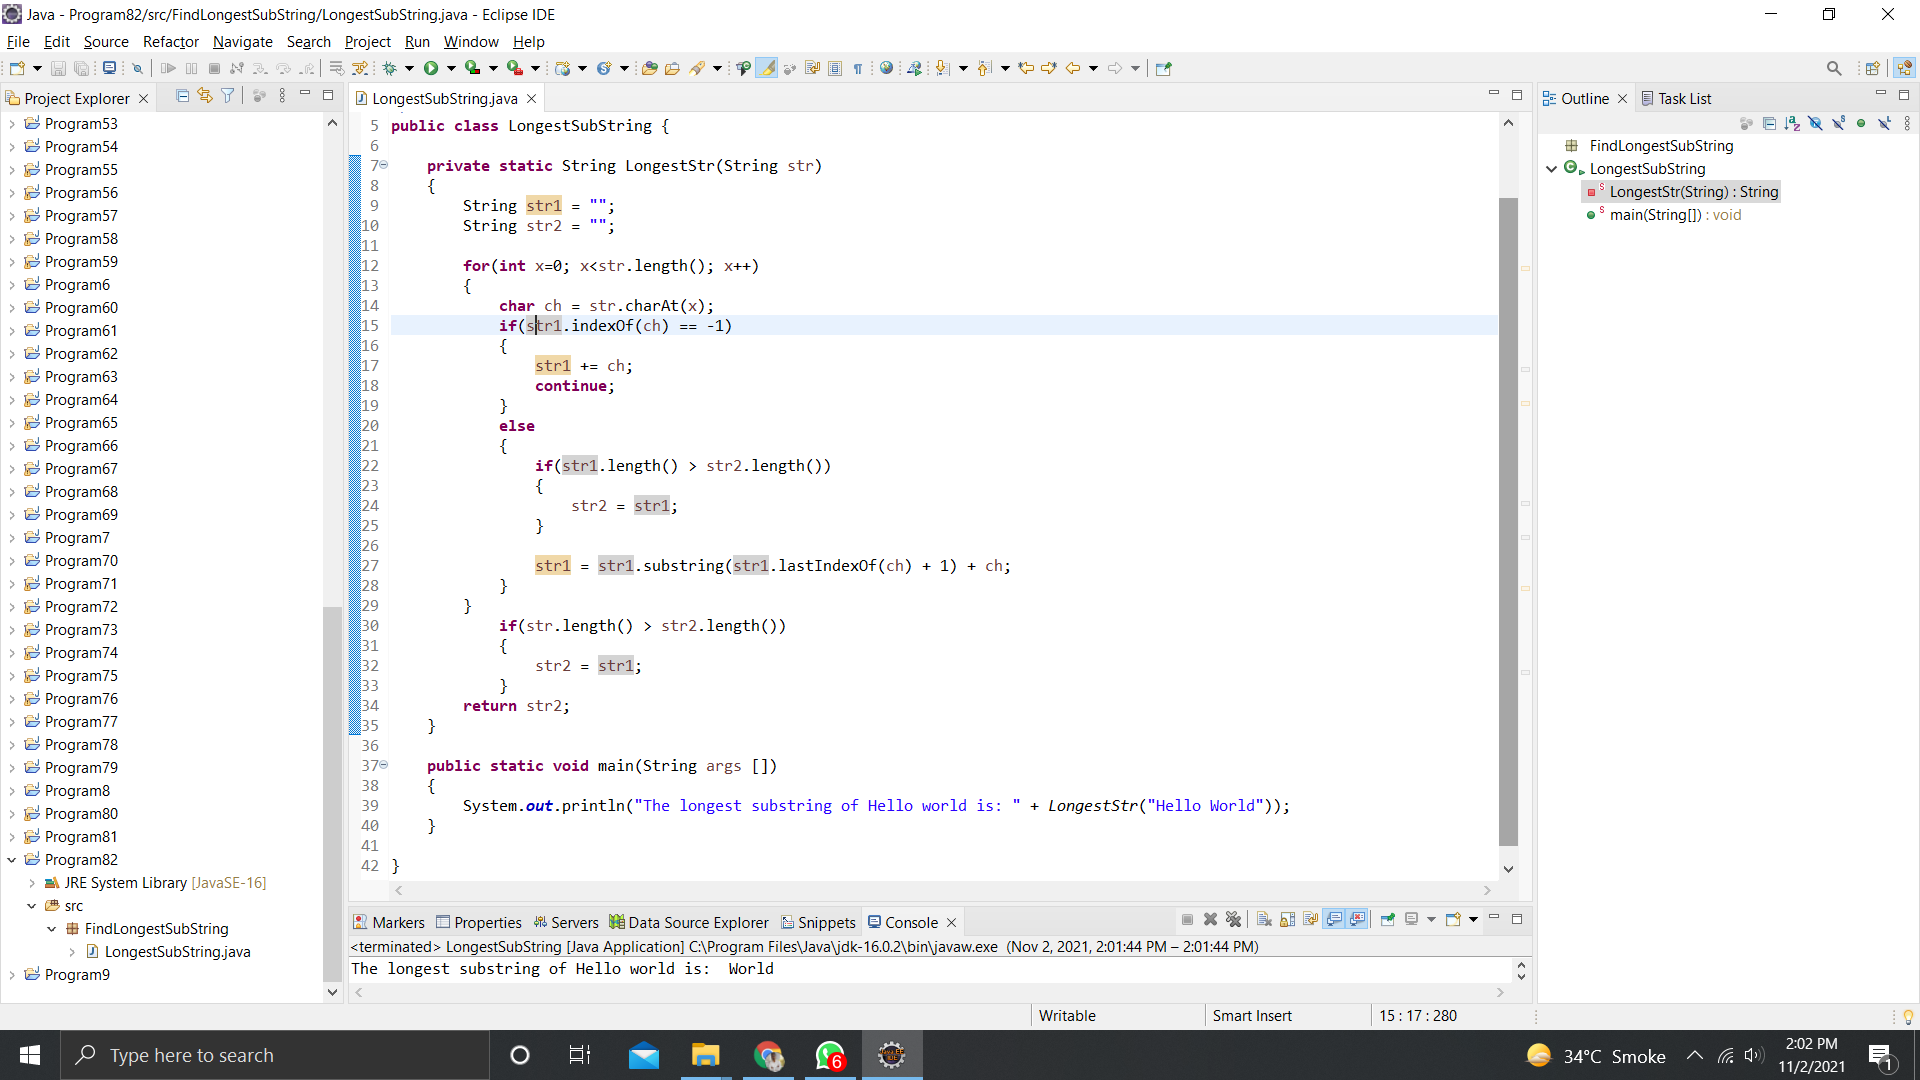 Java - Program82/src/FindLongestSubString/LongestSubString.java - Eclipse IDE
File Edit Source Refactor Navigate Search Project Run Window Help
Project Explorer
Program53
Program54
Program55
Program56
Program57
Program58
Program59
Program6
Program60
Program61
Program62
Program63
Program64
Program65
Program66
Program67
Program68
Program69
Program7
Program70
Program71
Program72
Program73
Program74
Program75
Program76
Program77
Program78
Program79
Program8
Program80
Program81
Program82
JRE System Library [JavaSE-16]
src
FindLongestSubString
LongestSubString.java
Program9
LongestSubString.java
5 public class LongestSubString {
6
7 private static String LongestStr(String str)
8 {
9 String str1 = "";
10 String str2 = "";
11
12 for(int x=0; x<str.length(); x++)
13 {
14 char ch = str.charAt(x);
15 if(str1.indexOf(ch) == -1)
16 {
17 str1 += ch;
18 continue;
19 }
20 else
21 {
22 if(str1.length() > str2.length())
23 {
24 str2 = str1;
25 }
26
27 str1 = str1.substring(str1.lastIndexOf(ch) + 1) + ch;
28 }
29 }
30 if(str.length() > str2.length())
31 {
32 str2 = str1;
33 }
34 return str2;
35 }
36
37 public static void main(String args [])
38 {
39 System.out.println("The longest substring of Hello world is: " + LongestStr("Hello World"));
40 }
41
42 }
Outline Task List
FindLongestSubString
LongestSubString
LongestStr(String) : String
main(String[]) : void
Markers Properties Servers Data Source Explorer Snippets Console
<terminated> LongestSubString [Java Application] C:\Program Files\Java\jdk-16.0.2\bin\javaw.exe (Nov 2, 2021, 2:01:44 PM – 2:01:44 PM)
The longest substring of Hello world is:  World
Writable Smart Insert 15 : 17 : 280
Type here to search
6
34°C Smoke
2:02 PM
11/2/2021
1